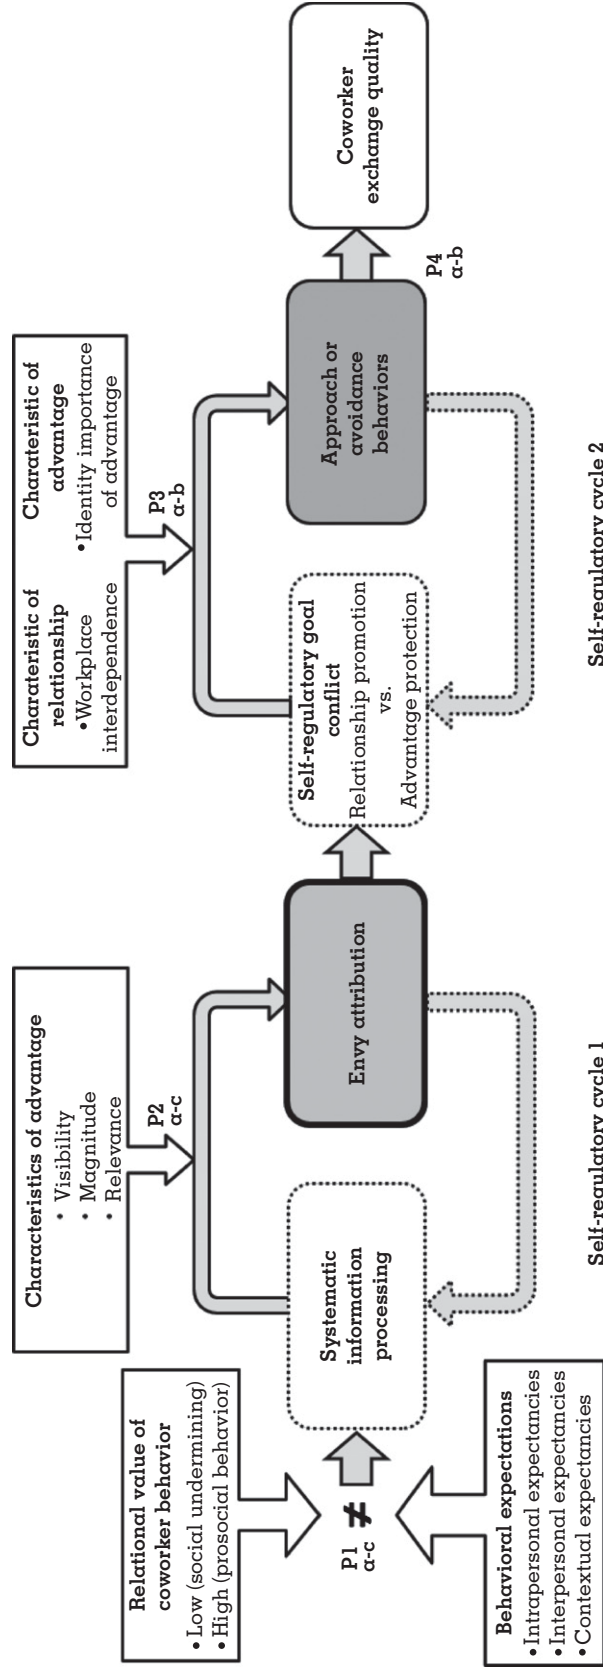 Relational value of
coworker behavior
• Low (social undermining)
• High (prosocial behavior)
P1
α-c
≠
Behavioral expectations
• Intrapersonal expectancies
• Interpersonal expectancies
• Contextual expectancies
Characteristics of advantage
• Visibility
• Magnitude
• Relevance
P2
α-c
Systematic
information
processing
Envy attribution
Self-regulatory cycle 1
Charateristic of
relationship
• Workplace
interdependence
Charateristic of
advantage
• Identity importance
of advantage
P3
α-b
Self-regulatory goal
conflict
Relationship promotion
vs.
Advantage protection
Approach or
avoidance
behaviors
P4
α-b
Coworker
exchange quality
Self-regulatory cycle 2